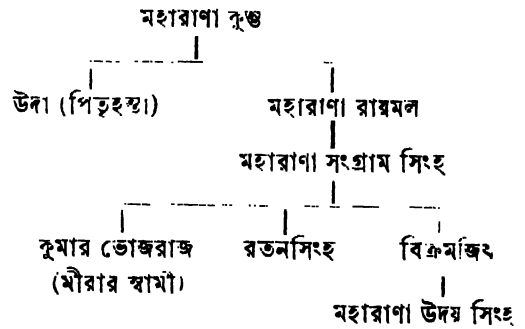 মহারাণা কুম্ভ
উদা (পিতৃহন্তা) মহারাণা রায়মল
মহারাণা সংগ্রাম সিংহ
কুমার ভোজরাজ রতনসিংহ বিক্রমজিৎ
(মীরার স্বামী)
মহারাণা উদয় সিংহ